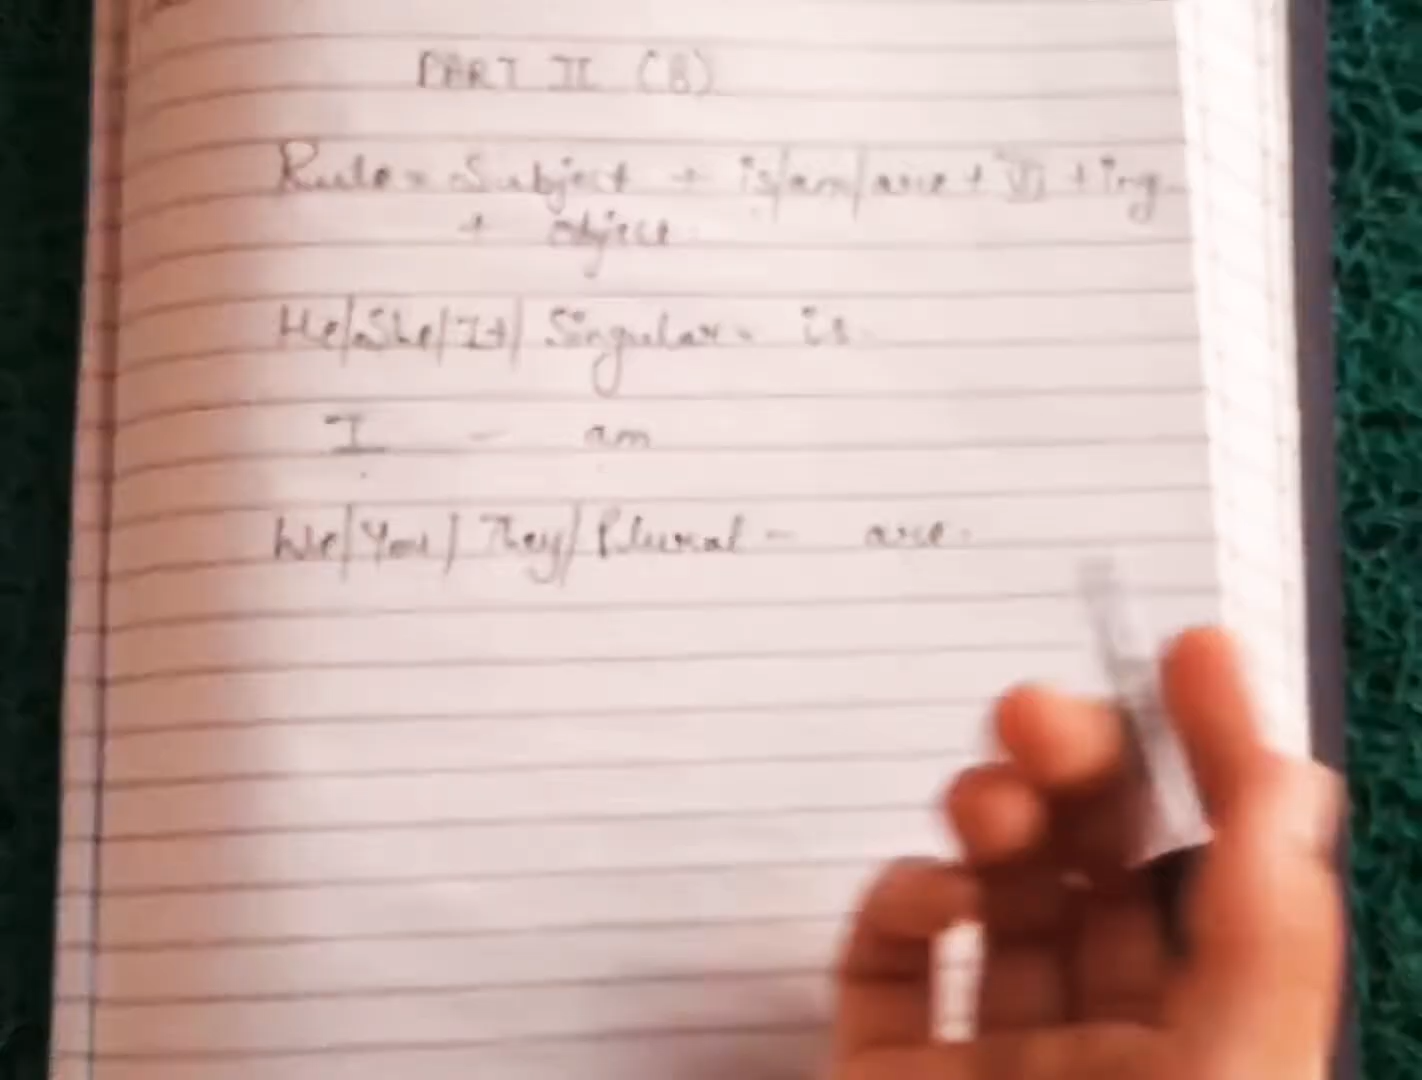 PART II (B)
Rule = Subject + is/am/are + V1 + ing
+ object.
He/She/It/ Singular - is.
I - am
We/You/They/Plural - are.